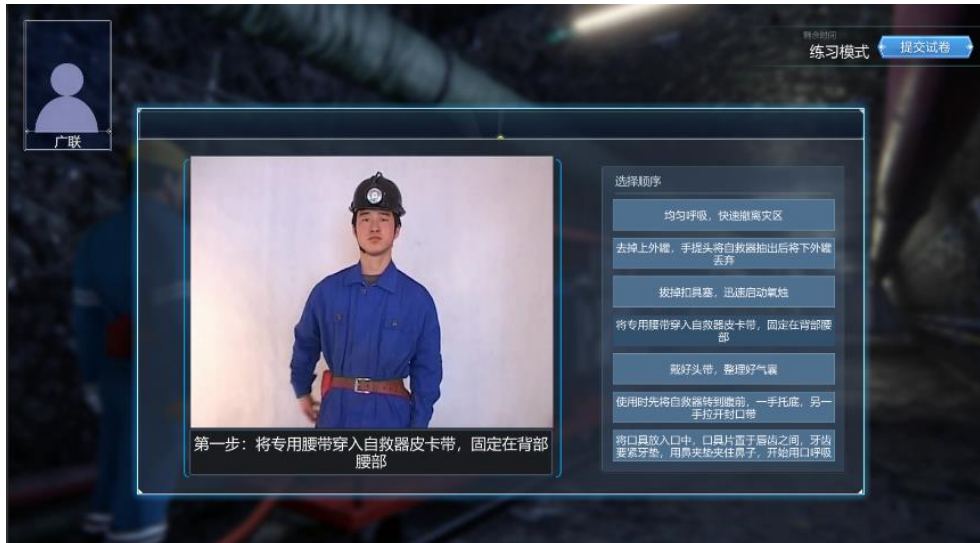 剩余时间
练习模式
提交试卷
广联
选择顺序
均匀呼吸，快速撤离灾区
去掉上外罐，手提头将自救器抽出后将下外罐
丢弃
拔掉扣具塞，迅速启动氧烛
将专用腰带穿入自救器皮卡带，固定在背部腰
部
戴好头带，整理好气囊
使用时先将自救器转到腹前，一手托底，另一
手拉开封口带
将口具放入口中，口具片置于唇齿之间，牙齿
要紧牙垫，用鼻夹垫夹住鼻子，开始用口呼吸
第一步：将专用腰带穿入自救器皮卡带，固定在背部
腰部